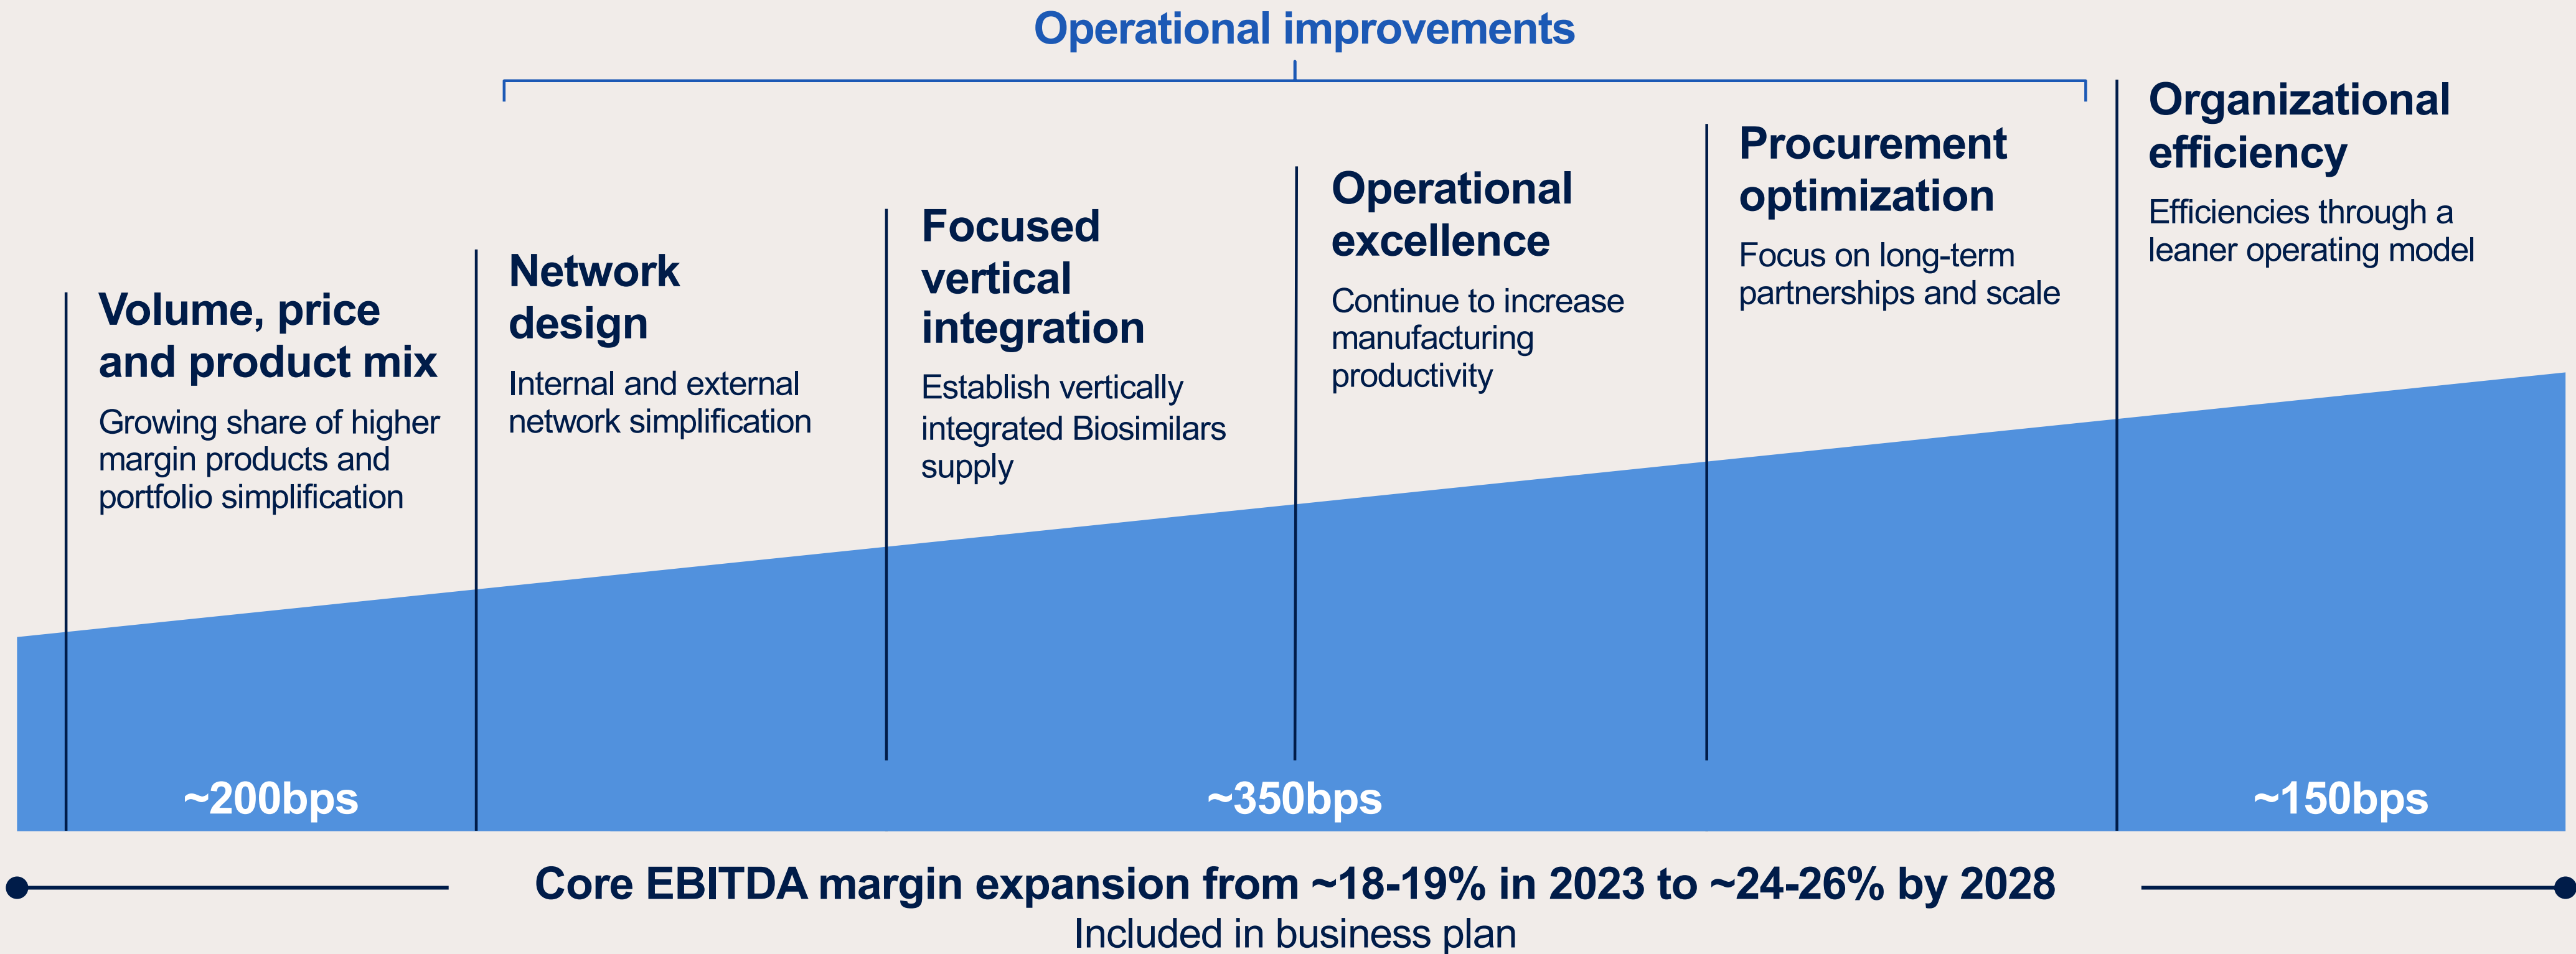 Operational improvements
Volume, price
and product mix
Growing share of higher
margin products and
portfolio simplification
Network
design
Internal and external
network simplification
Focused
vertical
integration
Establish vertically
integrated Biosimilars
supply
Operational
excellence
Continue to increase
manufacturing
productivity
Procurement
optimization
Focus on long-term
partnerships and scale
Organizational
efficiency
Efficiencies through a
leaner operating model
~200bps
~350bps
~150bps
Core EBITDA margin expansion from ~18-19% in 2023 to ~24-26% by 2028
Included in business plan